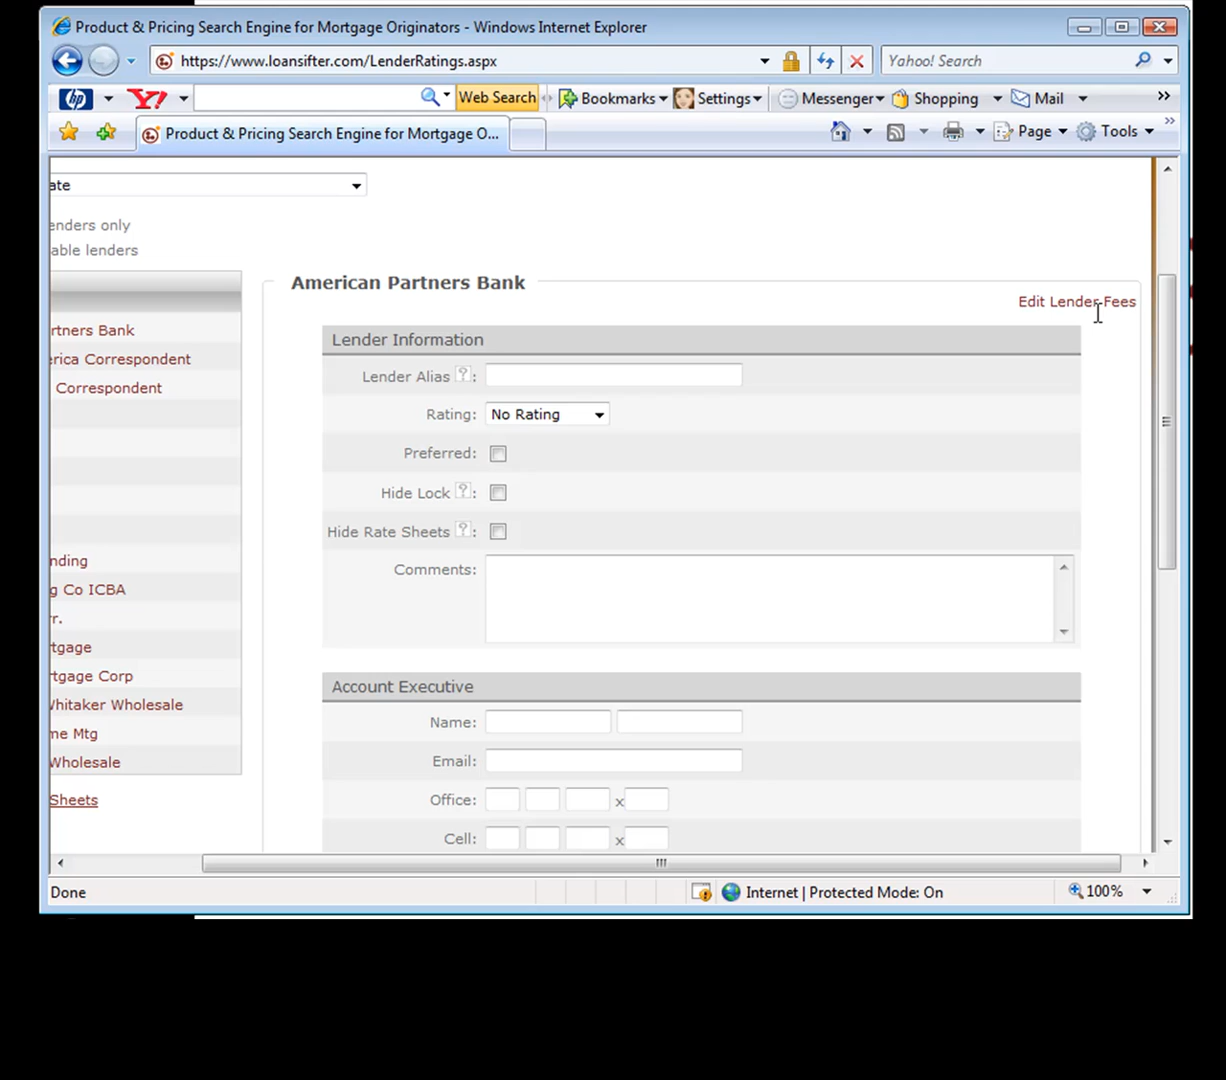 Product & Pricing Search Engine for Mortgage Originators - Windows Internet Explorer
https://www.loansifter.com/LenderRatings.aspx
Yahoo! Search
hp
Y!
Web Search
Bookmarks
Settings
Messenger
Shopping
Mail
»
Product & Pricing Search Engine for Mortgage O...
Page
Tools
»
ate
enders only
able lenders
American Partners Bank
Edit Lender Fees
rtners Bank
erica Correspondent
Correspondent
nding
g Co ICBA
r.
tgage
rtgage Corp
Whitaker Wholesale
me Mtg
Wholesale
Sheets
Lender Information
Lender Alias ? :
Rating: No Rating
Preferred:
Hide Lock ? :
Hide Rate Sheets ? :
Comments:
Account Executive
Name:
Email:
Office: x
Cell: x
Done
Internet | Protected Mode: On
100%